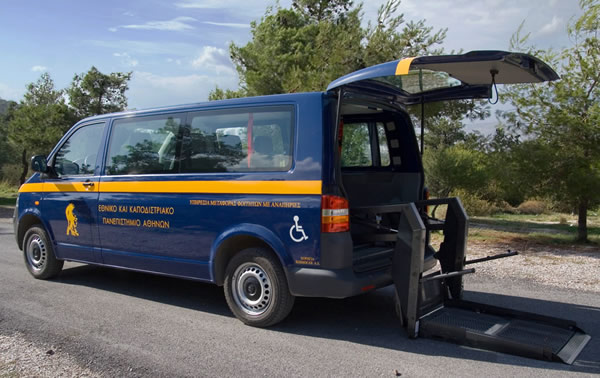 ΥΠΗΡΕΣΙΑ ΜΕΤΑΦΟΡΑΣ ΦΟΙΤΗΤΩΝ ΜΕ ΑΝΑΠΗΡΙΕΣ
ΕΘΝΙΚΟ ΚΑΙ ΚΑΠΟΔΙΣΤΡΙΑΚΟ
ΠΑΝΕΠΙΣΤΗΜΙΟ ΑΘΗΝΩΝ